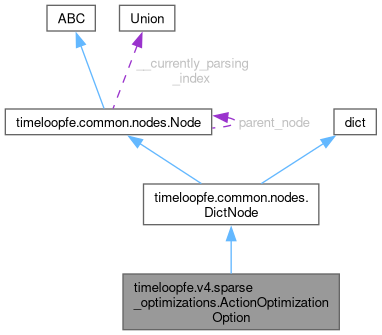 ABC
Union
__currently_parsing
_index
timeloopfe.common.nodes.Node
parent_node
dict
timeloopfe.common.nodes.
DictNode
timeloopfe.v4.sparse
_optimizations.ActionOptimization
Option